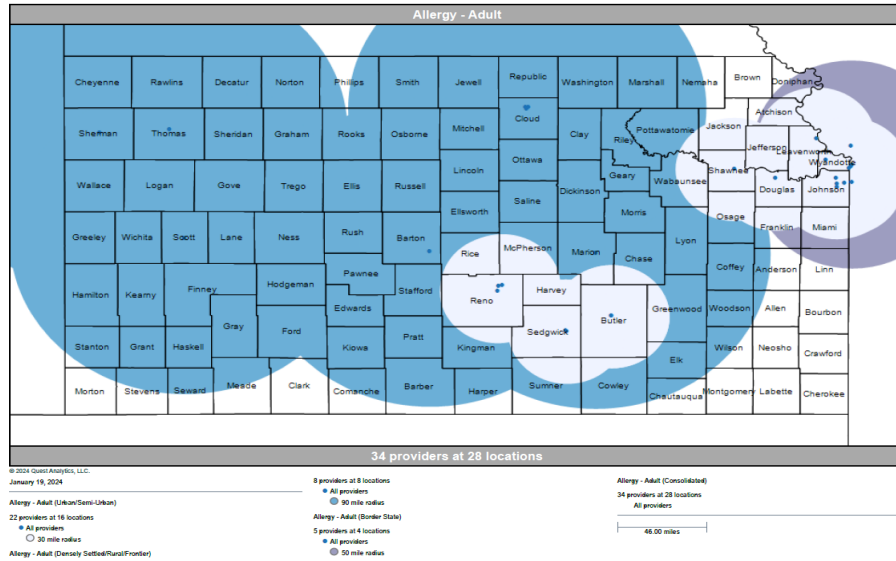 Allergy - Adult
Cheyenne Rawlins Decatur Norton Phillips Smith Jewell Republic Washington Marshall Nemaha Brown Doniphan
Atchison
Cloud
Sherman Thomas Sheridan Graham Rooks Osborne Mitchell Clay Riley Pottawatomie Jackson
Jefferson Leavenworth
Wyandotte
Lincoln Ottawa
Shawnee
Geary Wabaunsee
Wallace Logan Gove Trego Ellis Russell Dickinson Douglas Johnson
Saline
Ellsworth Morris
Osage
Greeley Wichita Scott Lane Ness Rush Barton Lyon Franklin Miami
Rice McPherson Marion Chase
Pawnee Coffey Anderson Linn
Hamilton Kearny Finney Hodgeman Stafford Reno Harvey
Edwards Greenwood Woodson Allen Bourbon
Gray Ford Butler
Sedgwick
Stanton Grant Haskell Kiowa Pratt Kingman Wilson Neosho Crawford
Elk
Morton Stevens Seward Meade Clark Comanche Barber Harper Sumner Cowley Chautauqua Montgomery Labette Cherokee
34 providers at 28 locations
© 2024 Quest Analytics, LLC.
January 19, 2024
Allergy - Adult (Urban/Semi-Urban)
22 providers at 16 locations
All providers
30 mile radius
Allergy - Adult (Densely Settled/Rural/Frontier)
8 providers at 8 locations
All providers
90 mile radius
Allergy - Adult (Border State)
5 providers at 4 locations
All providers
50 mile radius
Allergy - Adult (Consolidated)
34 providers at 28 locations
All providers
46.00 miles